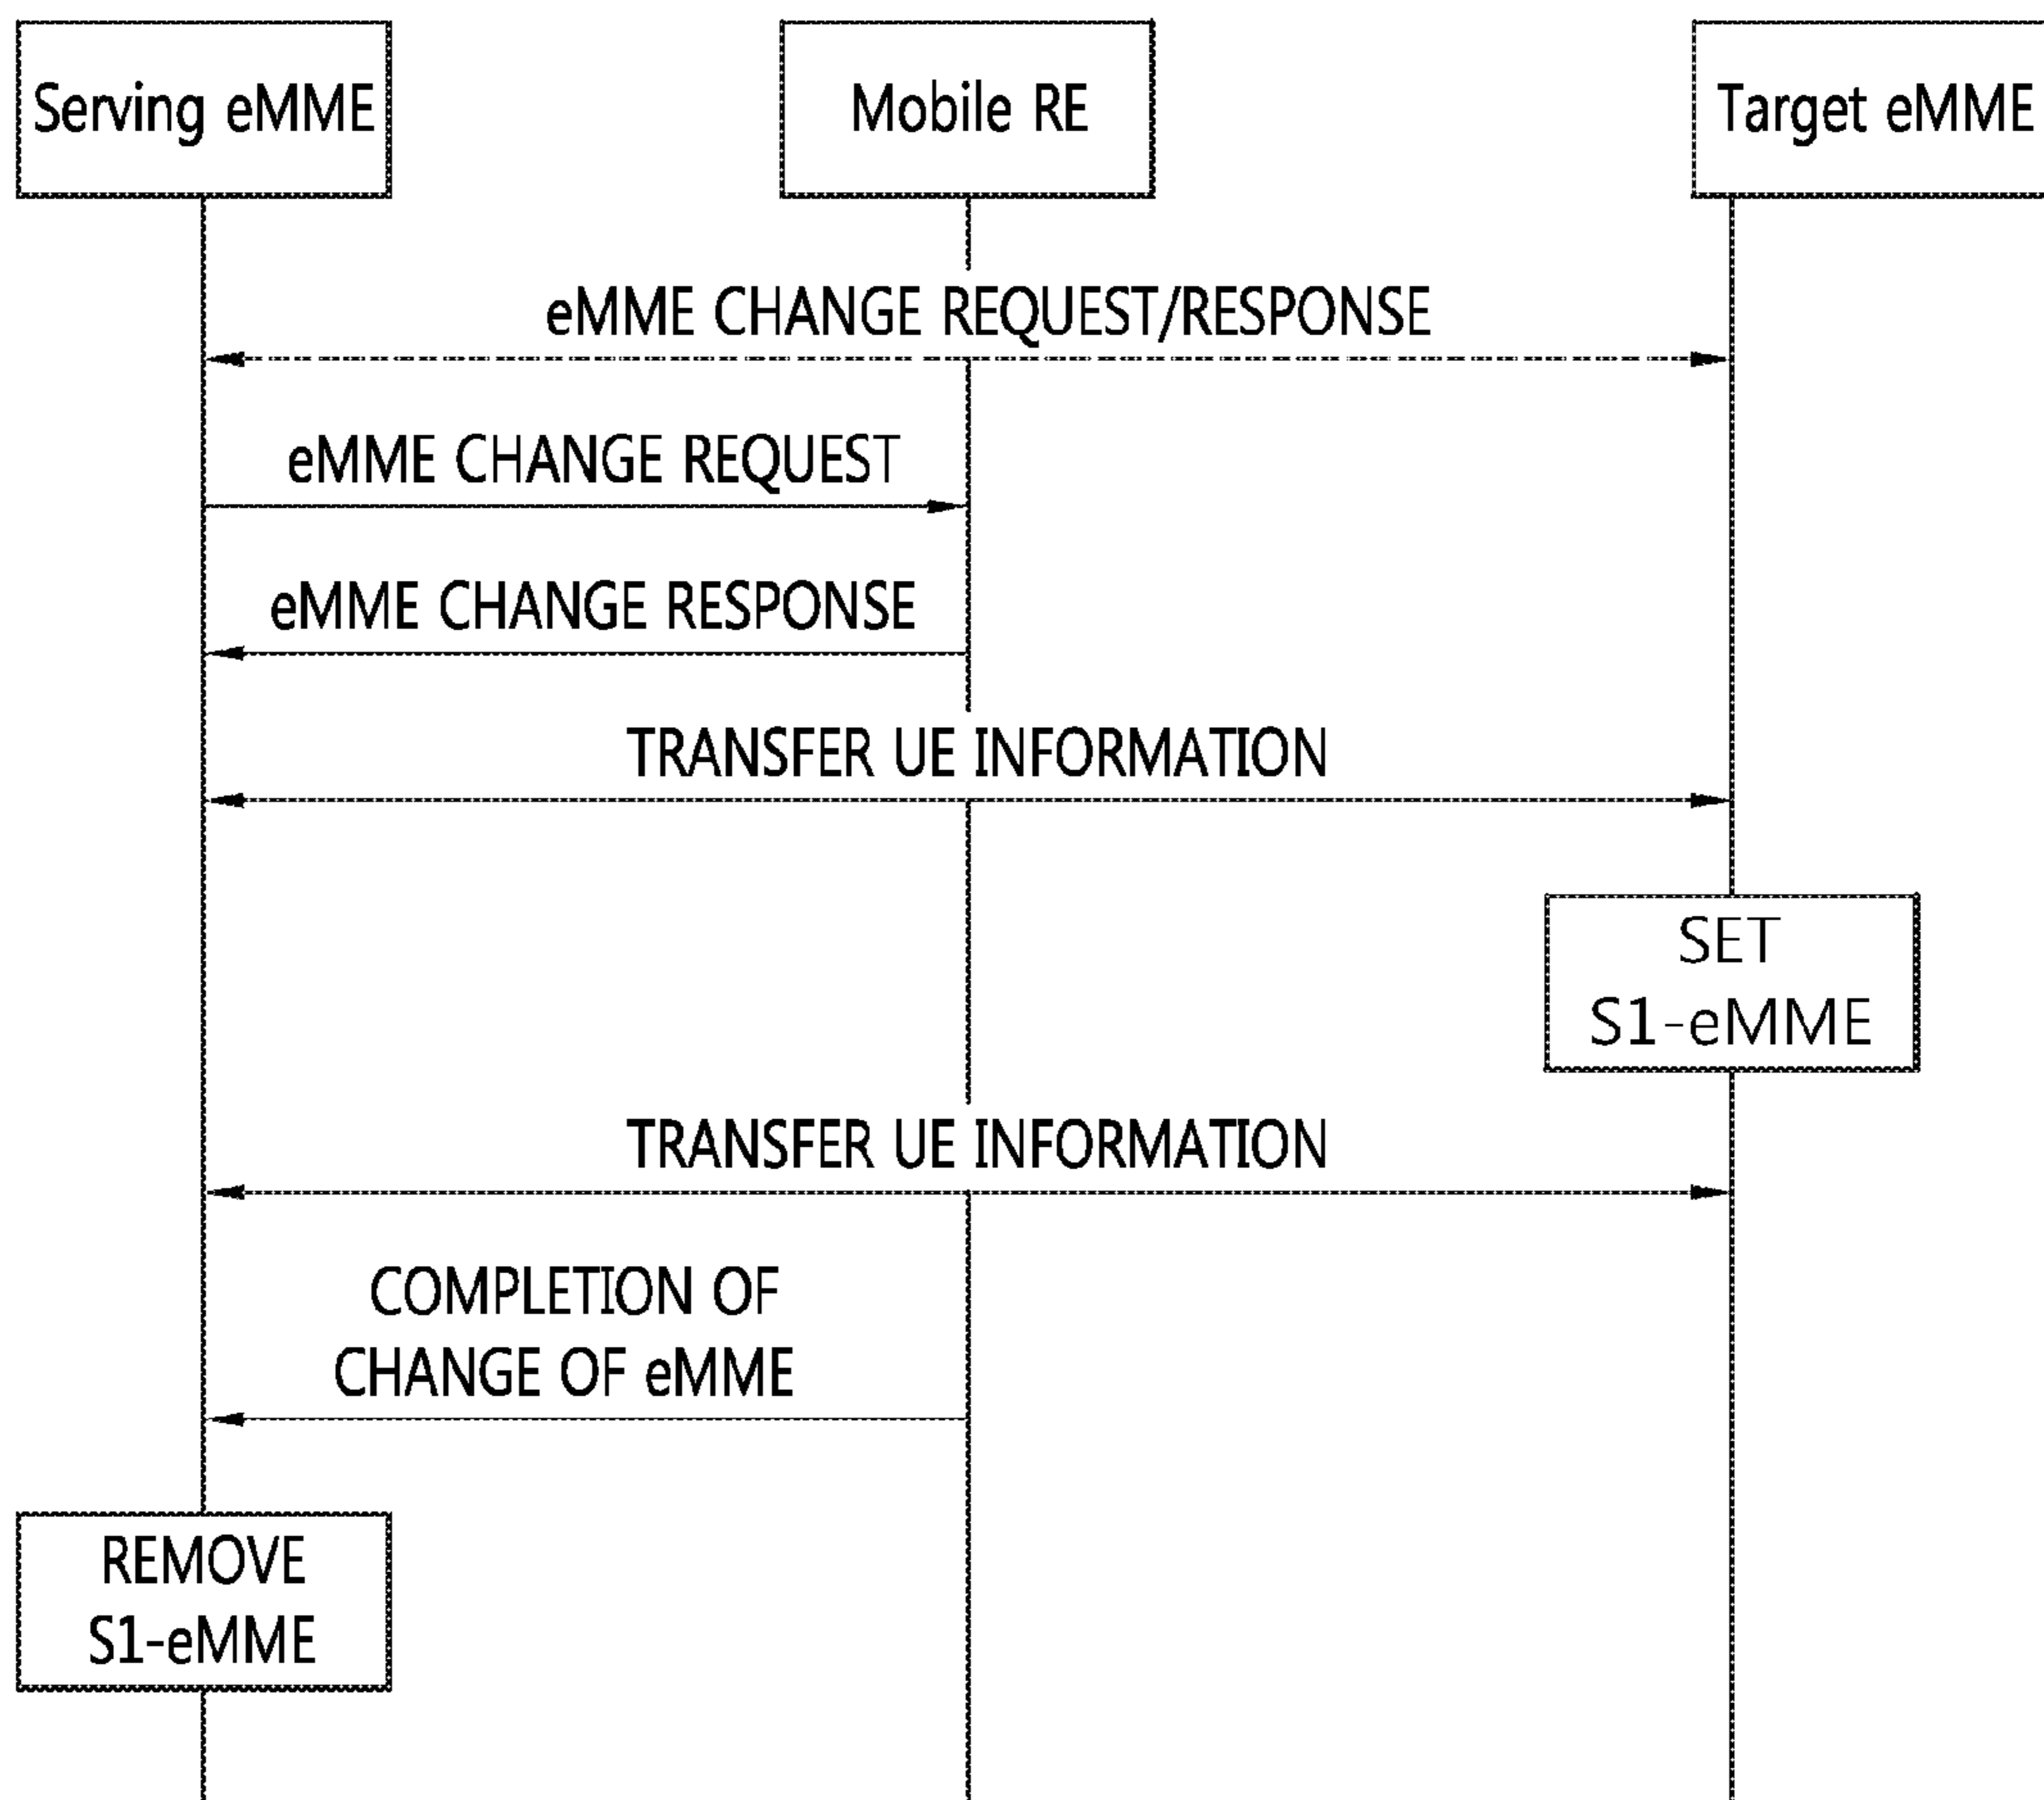 Serving eMME
Mobile RE
Target eMME
eMME CHANGE REQUEST/RESPONSE
eMME CHANGE REQUEST
eMME CHANGE RESPONSE
TRANSFER UE INFORMATION
SET
S1-eMME
TRANSFER UE INFORMATION
COMPLETION OF
CHANGE OF eMME
REMOVE
S1-eMME